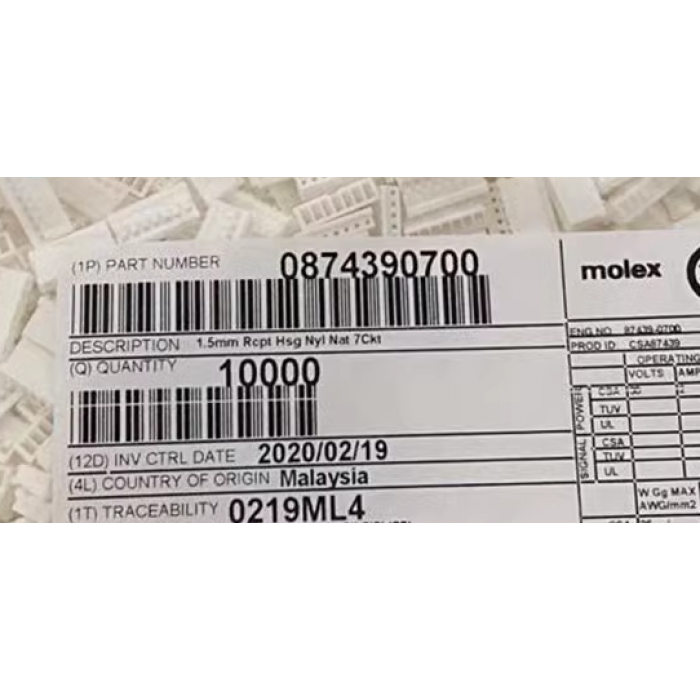 (1P) PART NUMBER 0874390700
DESCRIPTION 1.5mm Rcpt Hsg Nyl Nat 7Ckt
(Q) QUANTITY 10000
(12D) INV CTRL DATE 2020/02/19
(4L) COUNTRY OF ORIGIN Malaysia
(1T) TRACEABILITY 0219ML4
molex
ENG.NO 87439-0700
PROD ID CSA87439
OPERATING
VOLTS AMP
POWER
CSA
TUV
UL
SIGNAL
CSA
TUV
UL
W Gg MAX
AWG/mm2